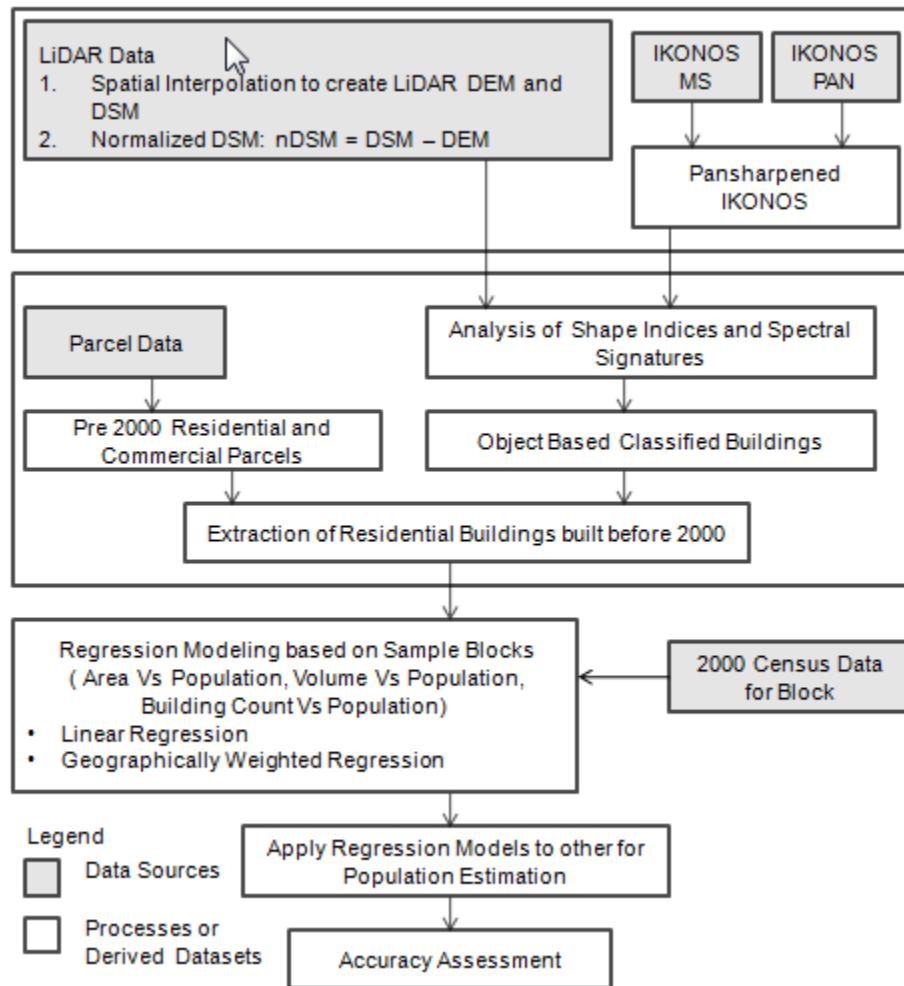 LiDAR Data
1. Spatial Interpolation to create LiDAR DEM and
DSM
2. Normalized DSM: nDSM = DSM – DEM
IKONOS
MS
IKONOS
PAN
Pansharpened
IKONOS
Parcel Data
Analysis of Shape Indices and Spectral
Signatures
Pre 2000 Residential and
Commercial Parcels
Object Based Classified Buildings
Extraction of Residential Buildings built before 2000
Regression Modeling based on Sample Blocks
( Area Vs Population, Volume Vs Population,
Building Count Vs Population)
• Linear Regression
• Geographically Weighted Regression
2000 Census Data
for Block
Legend
Data Sources
Processes or
Derived Datasets
Apply Regression Models to other for
Population Estimation
Accuracy Assessment